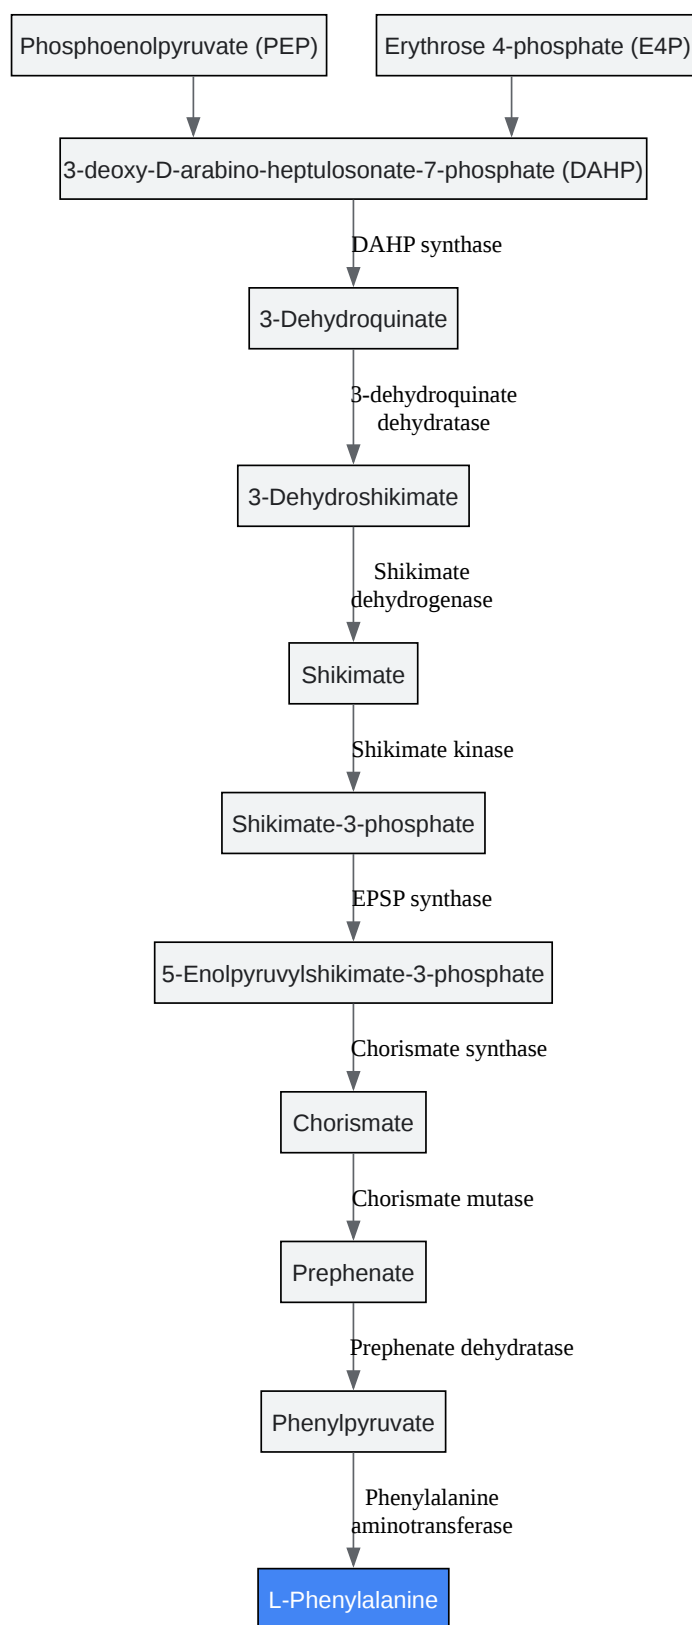 Phosphoenolpyruvate (PEP)
Erythrose 4-phosphate (E4P)
3-deoxy-D-arabino-heptulosonate-7-phosphate (DAHP)
DAHP synthase
3-Dehydroquinate
3-dehydroquinate
dehydratase
3-Dehydroshikimate
Shikimate
dehydrogenase
Shikimate
Shikimate kinase
Shikimate-3-phosphate
EPSP synthase
5-Enolpyruvylshikimate-3-phosphate
Chorismate synthase
Chorismate
Chorismate mutase
Prephenate
Prephenate dehydratase
Phenylpyruvate
Phenylalanine
aminotransferase
L-Phenylalanine